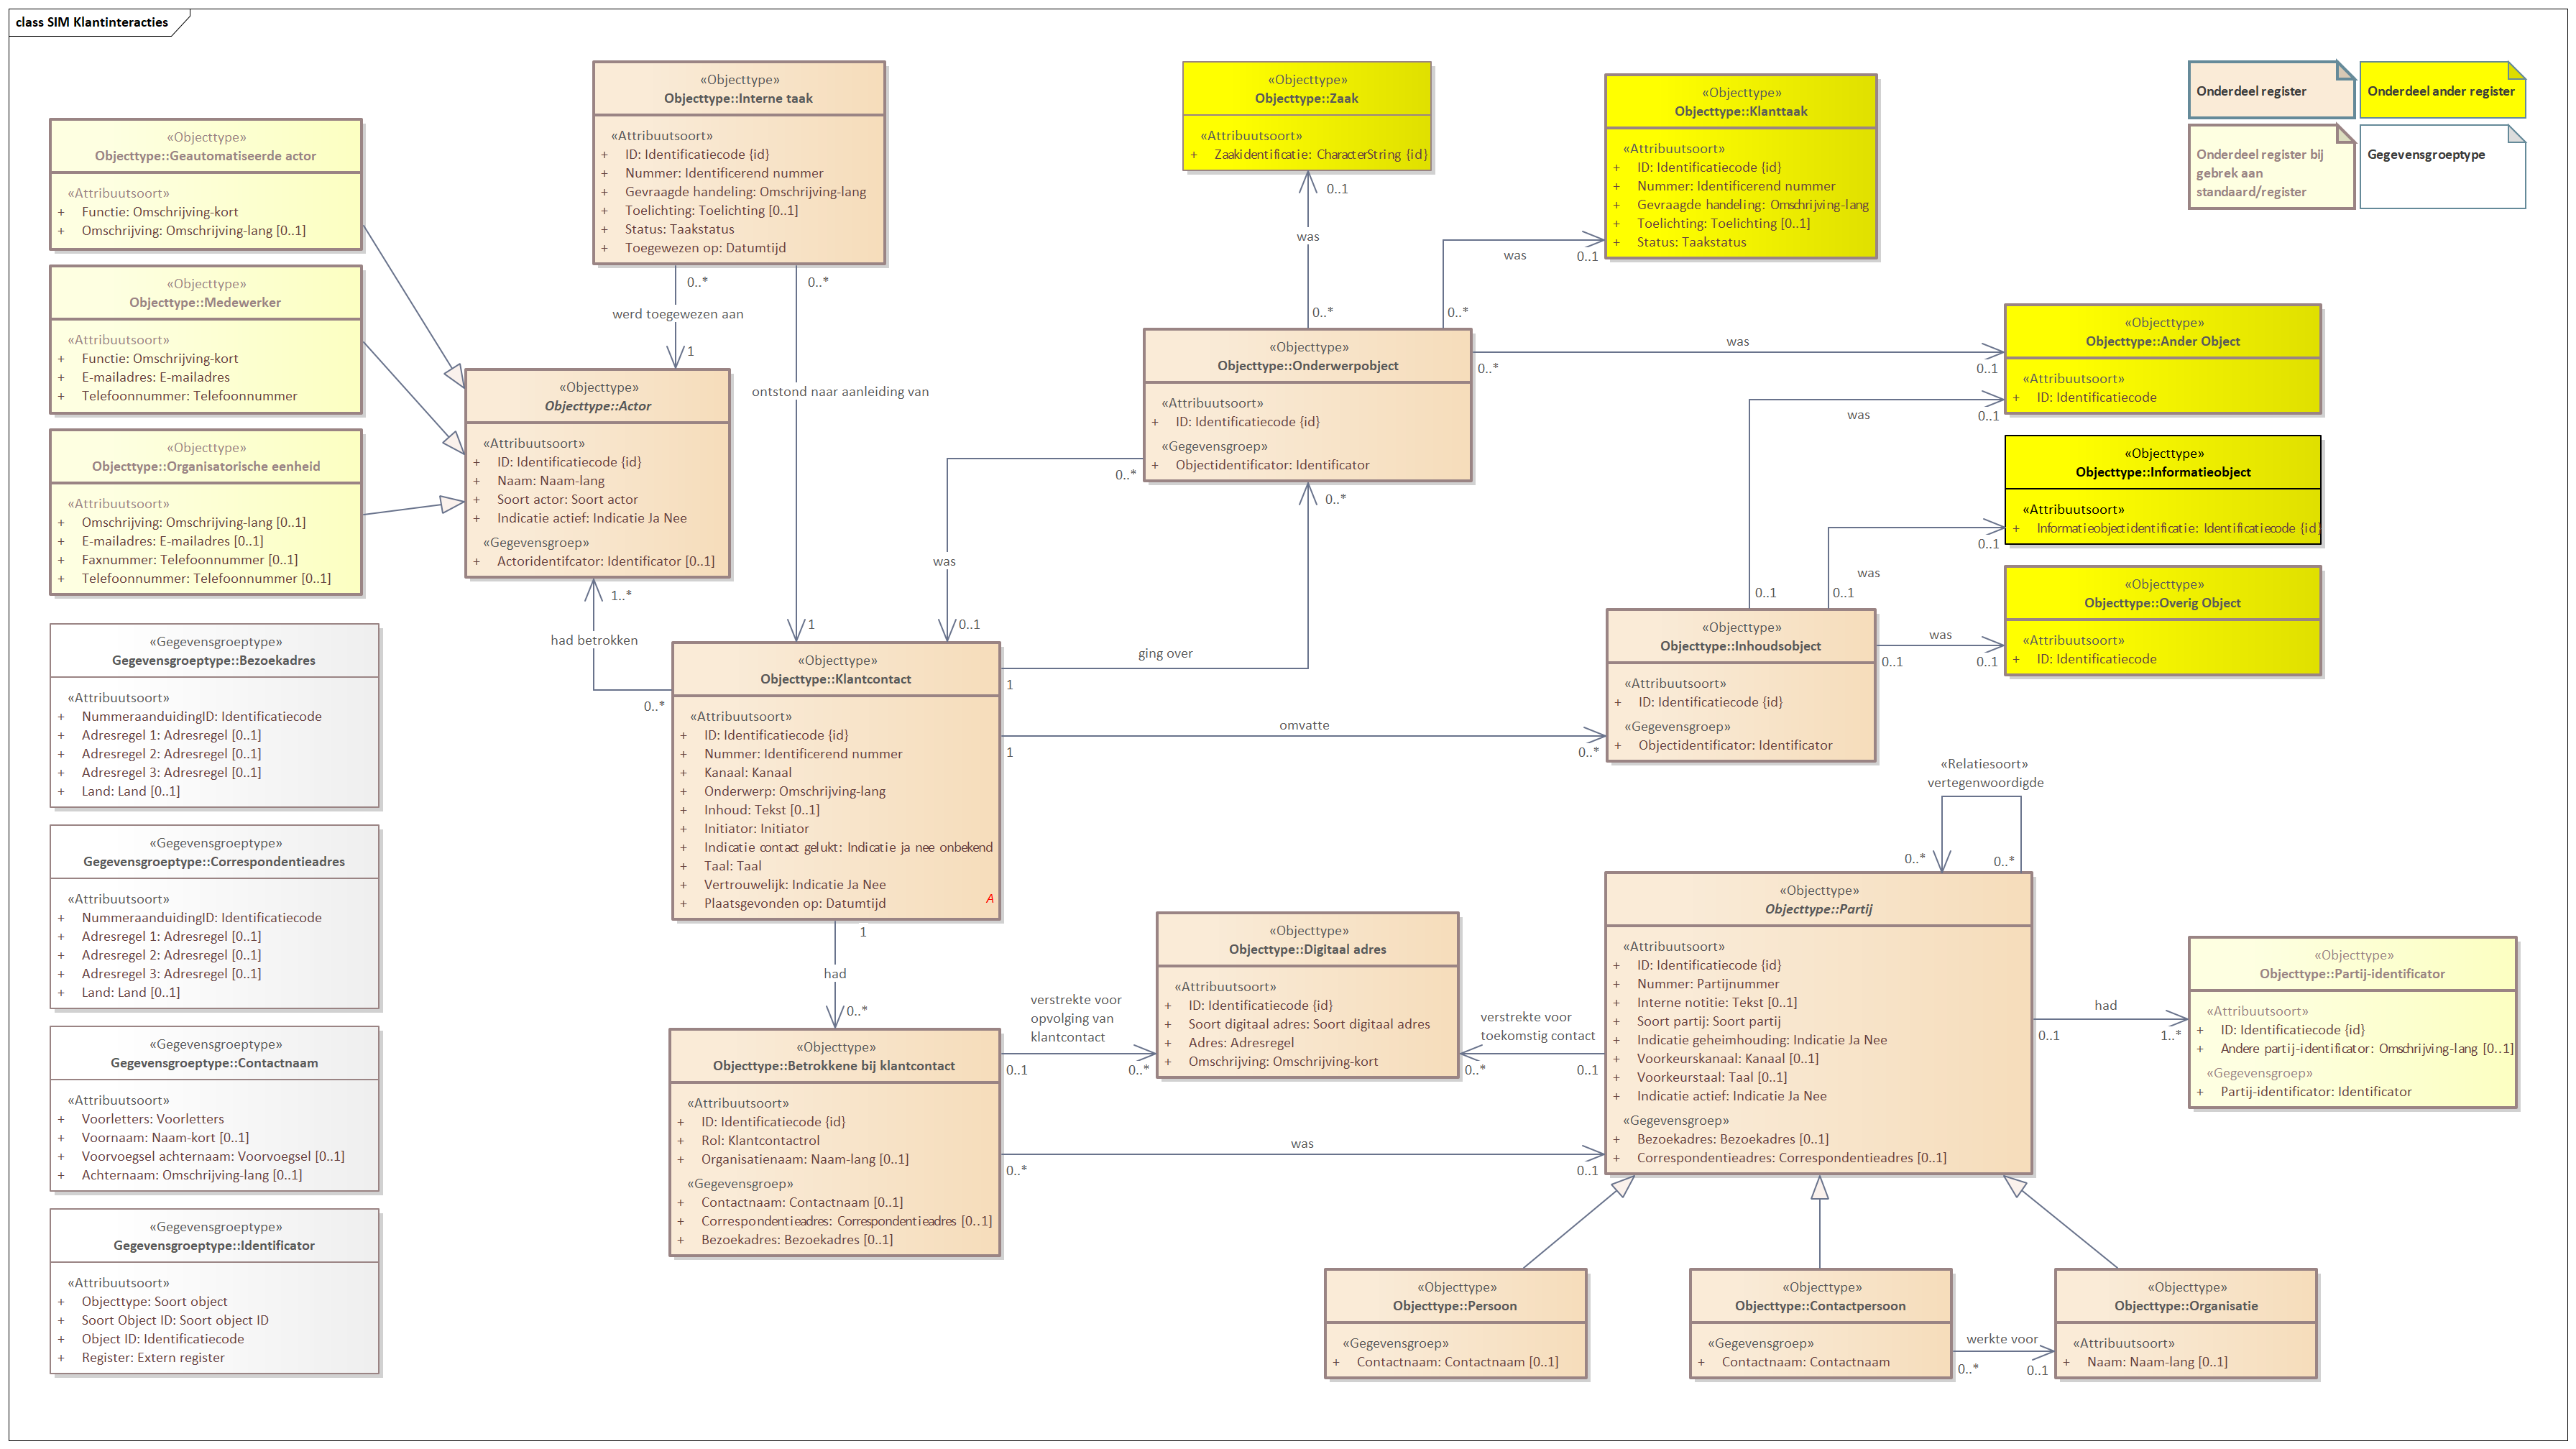 class SIM Klantinteracties
«Objecttype»
Objecttype::Geautomatiseerde actor
«Attribuutsoort»
+ Functie: Omschrijving-kort
+ Omschrijving: Omschrijving-lang [0..1]
«Objecttype»
Objecttype::Medewerker
«Attribuutsoort»
+ Functie: Omschrijving-kort
+ E-mailadres: E-mailadres
+ Telefoonnummer: Telefoonnummer
«Objecttype»
Objecttype::Organisatorische eenheid
«Attribuutsoort»
+ Omschrijving: Omschrijving-lang [0..1]
+ E-mailadres: E-mailadres [0..1]
+ Faxnummer: Telefoonnummer [0..1]
+ Telefoonnummer: Telefoonnummer [0..1]
«Gegevensgroeptype»
Gegevensgroeptype::Bezoekadres
«Attribuutsoort»
+ NummeraanduidingID: Identificatiecode
+ Adresregel 1: Adresregel [0..1]
+ Adresregel 2: Adresregel [0..1]
+ Adresregel 3: Adresregel [0..1]
+ Land: Land [0..1]
«Gegevensgroeptype»
Gegevensgroeptype::Correspondentieadres
«Attribuutsoort»
+ NummeraanduidingID: Identificatiecode
+ Adresregel 1: Adresregel [0..1]
+ Adresregel 2: Adresregel [0..1]
+ Adresregel 3: Adresregel [0..1]
+ Land: Land [0..1]
«Gegevensgroeptype»
Gegevensgroeptype::Contactnaam
«Attribuutsoort»
+ Voorletters: Voorletters
+ Voornaam: Naam-kort [0..1]
+ Voorvoegsel achternaam: Voorvoegsel [0..1]
+ Achternaam: Omschrijving-lang [0..1]
«Gegevensgroeptype»
Gegevensgroeptype::Identificator
«Attribuutsoort»
+ Objecttype: Soort object
+ Soort Object ID: Soort object ID
+ Object ID: Identificatiecode
+ Register: Extern register
«Objecttype»
Objecttype::Interne taak
«Attribuutsoort»
+ ID: Identificatiecode {id}
+ Nummer: Identificerend nummer
+ Gevraagde handeling: Omschrijving-lang
+ Toelichting: Toelichting [0..1]
+ Status: Taakstatus
+ Toegewezen op: Datumtijd
0..*
0..*
werd toegewezen aan
1
ontstond naar aanleiding van
1
«Objecttype»
Objecttype::Actor
«Attribuutsoort»
+ ID: Identificatiecode {id}
+ Naam: Naam-lang
+ Soort actor: Soort actor
+ Indicatie actief: Indicatie Ja Nee
«Gegevensgroep»
+ Actoridentifcator: Identificator [0..1]
1..*
had betrokken
0..*
«Objecttype»
Objecttype::Klantcontact
«Attribuutsoort»
+ ID: Identificatiecode {id}
+ Nummer: Identificerend nummer
+ Kanaal: Kanaal
+ Onderwerp: Omschrijving-lang
+ Inhoud: Tekst [0..1]
+ Initiator: Initiator
+ Indicatie contact gelukt: Indicatie ja nee onbekend
+ Taal: Taal
+ Vertrouwelijk: Indicatie Ja Nee
+ Plaatsgevonden op: Datumtijd
A
1
had
0..*
«Objecttype»
Objecttype::Betrokkene bij klantcontact
«Attribuutsoort»
+ ID: Identificatiecode {id}
+ Rol: Klantcontactrol
+ Organisatienaam: Naam-lang [0..1]
«Gegevensgroep»
+ Contactnaam: Contactnaam [0..1]
+ Correspondentieadres: Correspondentieadres [0..1]
+ Bezoekadres: Bezoekadres [0..1]
«Objecttype»
Objecttype::Zaak
«Attribuutsoort»
+ Zaakidentificatie: CharacterString {id}
0..1
was
0..*
«Objecttype»
Objecttype::Klanttaak
«Attribuutsoort»
+ ID: Identificatiecode {id}
+ Nummer: Identificerend nummer
+ Gevraagde handeling: Omschrijving-lang
+ Toelichting: Toelichting [0..1]
+ Status: Taakstatus
was
0..1
0..*
«Objecttype»
Objecttype::Onderwerpobject
«Attribuutsoort»
+ ID: Identificatiecode {id}
«Gegevensgroep»
+ Objectidentificator: Identificator
0..*
was
0..1
0..*
was
0..1
0..*
ging over
1
omvatte
1
0..*
«Objecttype»
Objecttype::Ander Object
«Attribuutsoort»
+ ID: Identificatiecode
was
0..1
0..1
«Objecttype»
Objecttype::Informatieobject
«Attribuutsoort»
+ Informatieobjectidentificatie: Identificatiecode {id}
0..1
was
0..1
«Objecttype»
Objecttype::Overig Object
«Attribuutsoort»
+ ID: Identificatiecode
«Objecttype»
Objecttype::Inhoudsobject
«Attribuutsoort»
+ ID: Identificatiecode {id}
«Gegevensgroep»
+ Objectidentificator: Identificator
was
0..1
0..1
«Relatiesoort»
vertegenwoordigde
0..*
0..*
«Objecttype»
Objecttype::Digitaal adres
«Attribuutsoort»
+ ID: Identificatiecode {id}
+ Soort digitaal adres: Soort digitaal adres
+ Adres: Adresregel
+ Omschrijving: Omschrijving-kort
verstrekte voor
opvolging van
klantcontact
0..1
0..*
verstrekte voor
toekomstig contact
0..*
0..1
was
0..*
0..1
«Objecttype»
Objecttype::Partij
«Attribuutsoort»
+ ID: Identificatiecode {id}
+ Nummer: Partijnummer
+ Interne notitie: Tekst [0..1]
+ Soort partij: Soort partij
+ Indicatie geheimhouding: Indicatie Ja Nee
+ Voorkeurskanaal: Kanaal [0..1]
+ Voorkeurstaal: Taal [0..1]
+ Indicatie actief: Indicatie Ja Nee
«Gegevensgroep»
+ Bezoekadres: Bezoekadres [0..1]
+ Correspondentieadres: Correspondentieadres [0..1]
had
0..1
1..*
«Objecttype»
Objecttype::Partij-identificator
«Attribuutsoort»
+ ID: Identificatiecode {id}
+ Andere partij-identificator: Omschrijving-lang [0..1]
«Gegevensgroep»
+ Partij-identificator: Identificator
«Objecttype»
Objecttype::Persoon
«Gegevensgroep»
+ Contactnaam: Contactnaam [0..1]
«Objecttype»
Objecttype::Contactpersoon
«Gegevensgroep»
+ Contactnaam: Contactnaam
werkte voor
0..*
0..1
«Objecttype»
Objecttype::Organisatie
«Attribuutsoort»
+ Naam: Naam-lang [0..1]
Onderdeel register
Onderdeel ander register
Onderdeel register bij
gebrek aan
standaard/register
Gegevensgroeptype